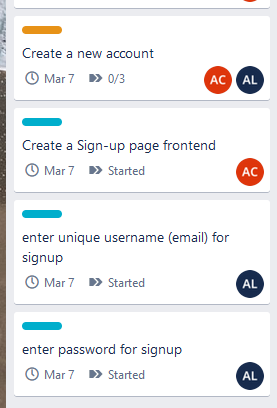 Create a new account
Mar 7 0/3
AC AL
Create a Sign-up page frontend
Mar 7 Started
AC
enter unique username (email) for
signup
Mar 7 Started
AL
enter password for signup
Mar 7 Started
AL